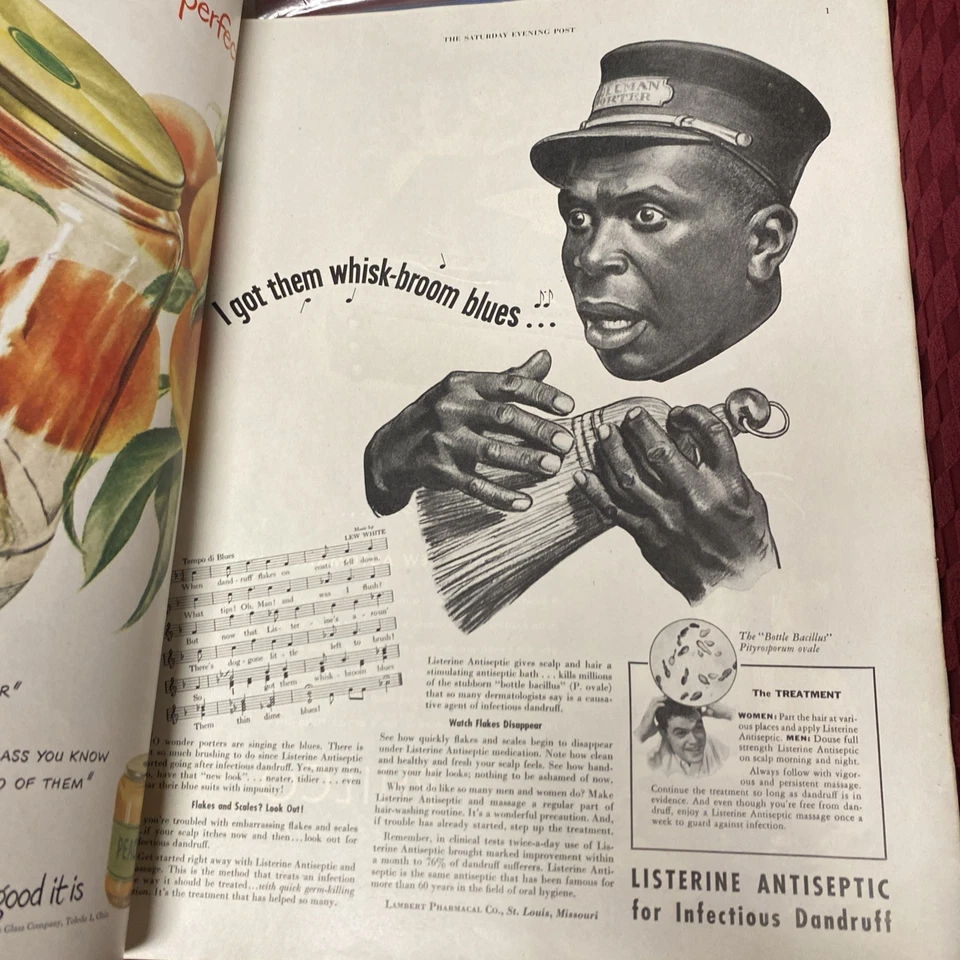 perfec
THE SATURDAY EVENING POST
1
PORTER
I got them whisk-broom blues ...
Music by
LEW WHITE
Tempo di Blues
When dand - ruff flakes on coats fell down,
What tips! Oh, Man! and was I flush!
But now that Lis - ter - ine's a - roun'
There's dog - gone lit - tle left to brush!
So I got them whisk - broom blues
Them thin dime blues!
wonder porters are singing the blues. There is
so much brushing to do since Listerine Antiseptic
going after infectious dandruff. Yes, many men,
have that "new look" . . . neater, tidier . . . even
their blue suits with impunity!
Flakes and Scales? Look Out!
you're troubled with embarrassing flakes and scales
if your scalp itches now and then . . . look out for
dandruff.
Get started right away with Listerine Antiseptic and
This is the method that treats an infection
way it should be treated . . . with quick germ-killing
It's the treatment that has helped so many.
Listerine Antiseptic gives scalp and hair a
stimulating antiseptic bath . . . kills millions
of the stubborn "bottle bacillus" (P. ovale)
that so many dermatologists say is a causa-
tive agent of infectious dandruff.
Watch Flakes Disappear
See how quickly flakes and scales begin to disappear
under Listerine Antiseptic medication. Note how clean
and healthy and fresh your scalp feels. See how hand-
some your hair looks; nothing to be ashamed of now.
Why not do like so many men and women do? Make
Listerine Antiseptic and massage a regular part of
hair-washing routine. It's a wonderful precaution. And,
if trouble has already started, step up the treatment.
Remember, in clinical tests twice-a-day use of Lis-
terine Antiseptic brought marked improvement within
a month to 76% of dandruff sufferers. Listerine Anti-
septic is the same antiseptic that has been famous for
more than 60 years in the field of oral hygiene.
LAMBERT PHARMACAL CO., St. Louis, Missouri
The "Bottle Bacillus"
Pityrosporum ovale
The TREATMENT
WOMEN: Part the hair at vari-
ous places and apply Listerine
Antiseptic. MEN: Douse full
strength Listerine Antiseptic
on scalp morning and night.
Always follow with vigor-
ous and persistent massage.
Continue the treatment so long as dandruff is in
evidence. And even though you're free from dan-
druff, enjoy a Listerine Antiseptic massage once a
week to guard against infection.
LISTERINE ANTISEPTIC
for Infectious Dandruff
R"
ASS YOU KNOW
OF THEM"
good it is
Glass Company, Toledo 1, Ohio